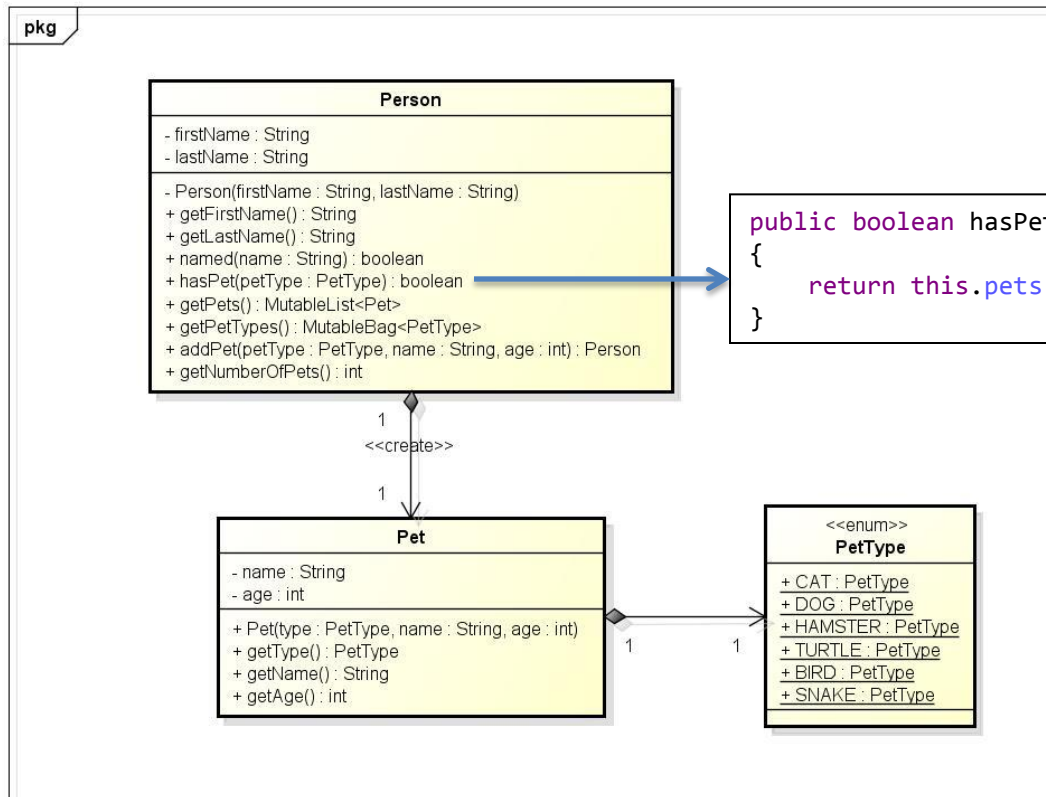 pkg
Person
- firstName : String
- lastName : String
- Person(firstName : String, lastName : String)
+ getFirstName() : String
+ getLastName() : String
+ named(name : String) : boolean
+ hasPet(petType : PetType) : boolean
+ getPets() : MutableList<Pet>
+ getPetTypes() : MutableBag<PetType>
+ addPet(petType : PetType, name : String, age : int) : Person
+ getNumberOfPets() : int
public boolean hasPet
{
return this.pets
}
1
<<create>>
1
Pet
- name : String
- age : int
+ Pet(type : PetType, name : String, age : int)
+ getType() : PetType
+ getName() : String
+ getAge() : int
1
1
<<enum>>
PetType
+ CAT : PetType
+ DOG : PetType
+ HAMSTER : PetType
+ TURTLE : PetType
+ BIRD : PetType
+ SNAKE : PetType